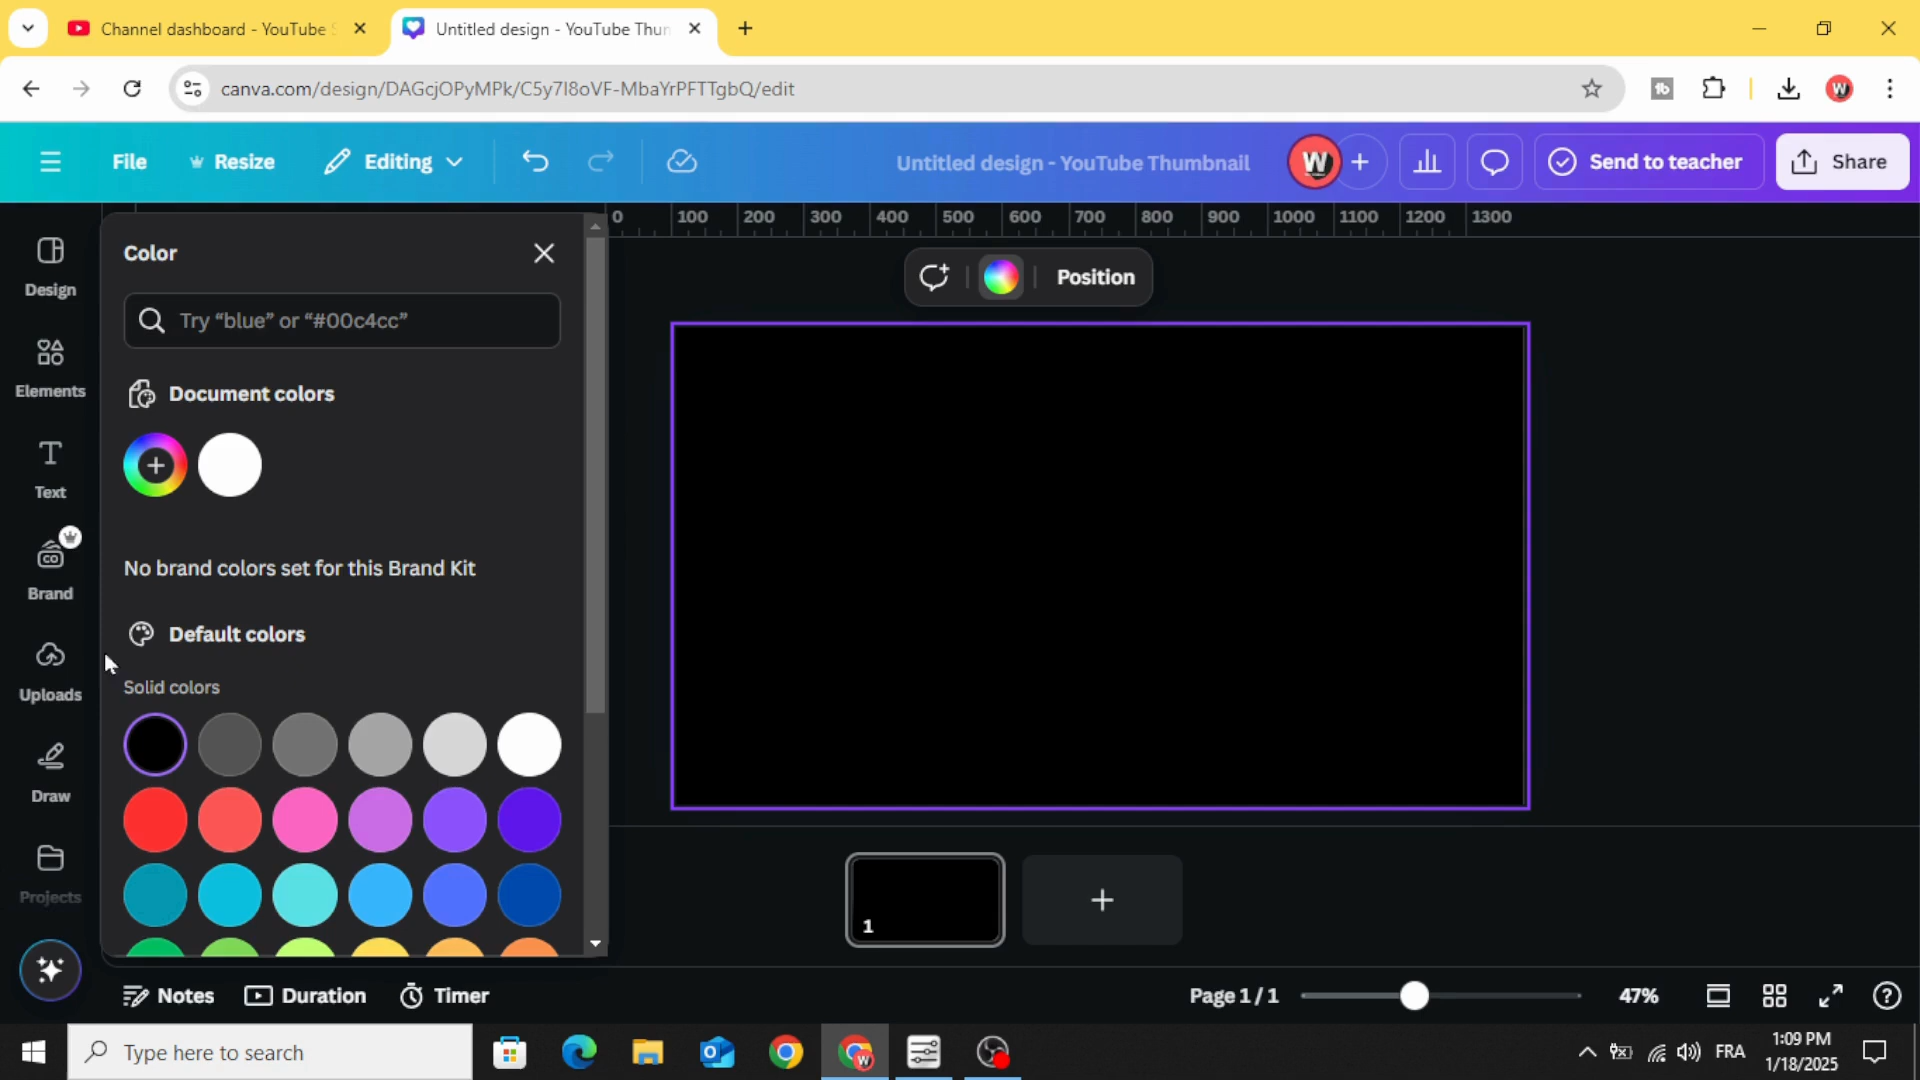 Channel dashboard - YouTube S
Untitled design - YouTube Thun
canva.com/design/DAGcjOPyMPk/C5y7I8oVF-MbaYrPFTTgbQ/edit
File
Resize
Editing
Untitled design - YouTube Thumbnail
W
Send to teacher
Share
0 100 200 300 400 500 600 700 800 900 1000 1100 1200 1300
Design
Elements
Text
Brand
Uploads
Draw
Projects
Color
Try “blue” or “#00c4cc”
Document colors
No brand colors set for this Brand Kit
Default colors
Solid colors
Position
1
Notes
Duration
Timer
Page 1 / 1
47%
Type here to search
FRA
1:09 PM
1/18/2025